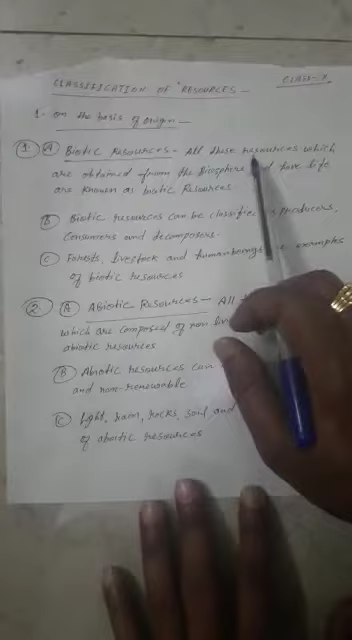 CLASSIFICATION OF RESOURCES - CLASS-X
1- on the basis of origin -
1 A Biotic Resources - All those resources which
are obtained from the Biosphere and have life
are known as biotic Resources.
B Biotic resources can be classified producers,
consumers and decomposers.
C Forests, livestock and human beings examples
of biotic resources
2 A Abiotic Resources - All
which are composed of non
abiotic resources
B Abiotic resources can
and non-renewable
C light, rain, rocks, soil, and
of abiotic resources